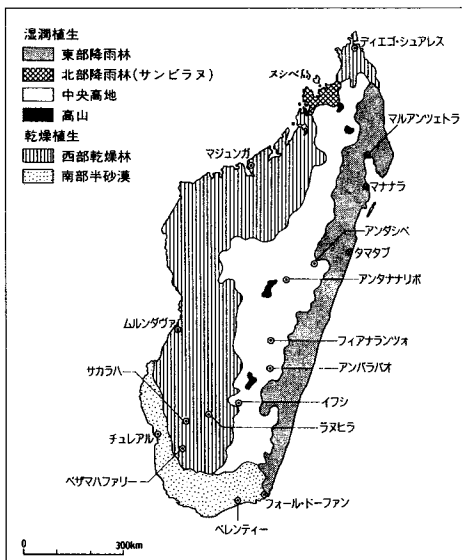 湿潤植生
東部降雨林
北部降雨林(サンビラヌ)
中央高地
高山
乾燥植生
西部乾燥林
南部半砂漠
ディエゴ・シュアレス
ヌシベ島
マルアンツェトラ
マジュンガ
マナナラ
アンダシベ
タマタブ
アンタナナリボ
ムルンダヴァ
フィアナランツォ
サカラハ
アンバラバオ
イフシ
チュレアル
ラヌヒラ
ベザマハファリー
フォール・ドーファン
ベレンティー
0 300km